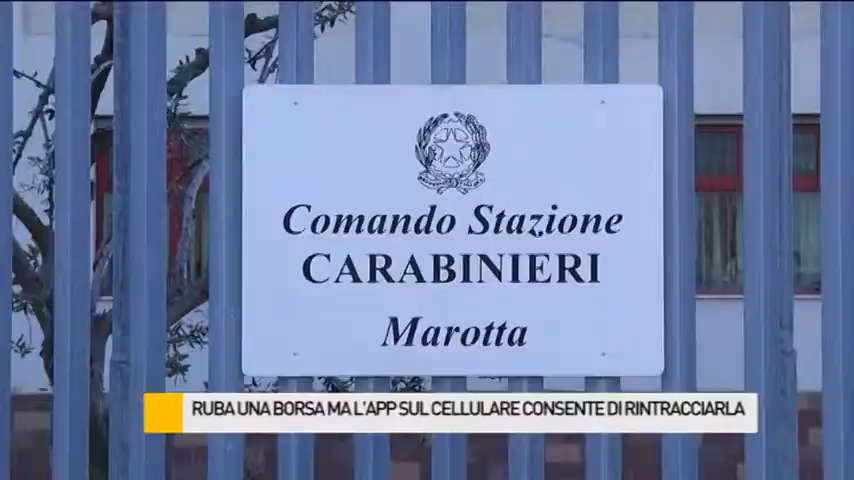 Comando Stazione
CARABINIERI
Marotta
RUBA UNA BORSA MA L'APP SUL CELLULARE CONSENTE DI RINTRACCIARLA